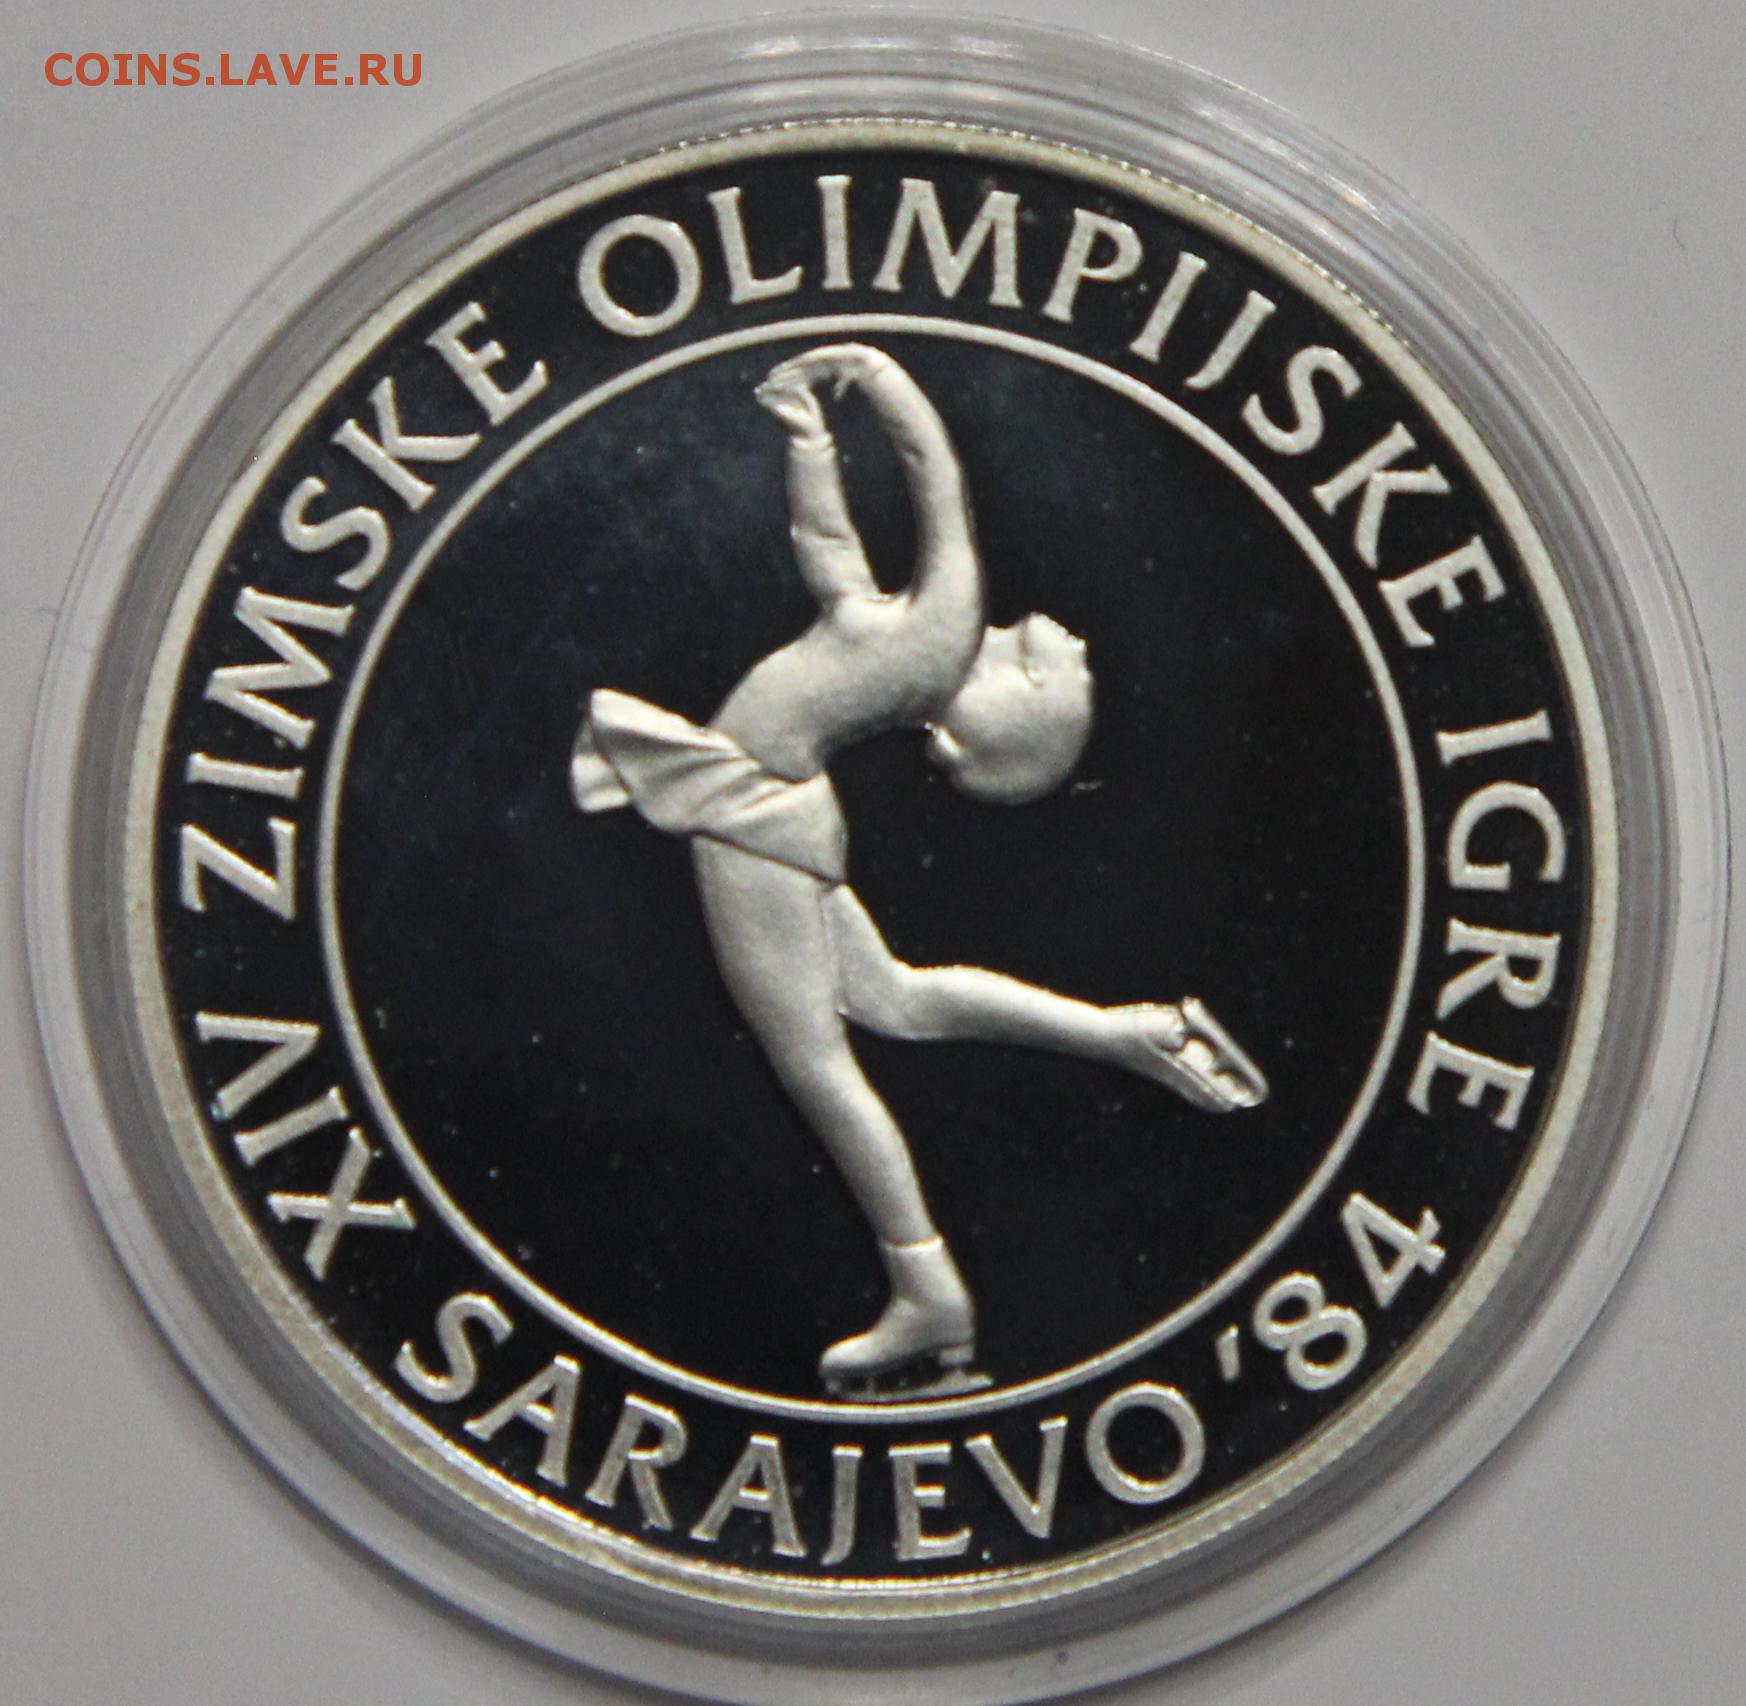 COINS.LAVE.RU
XIV ZIMSKE OLIMPIJSKE IGRE
SARAJEVO '84